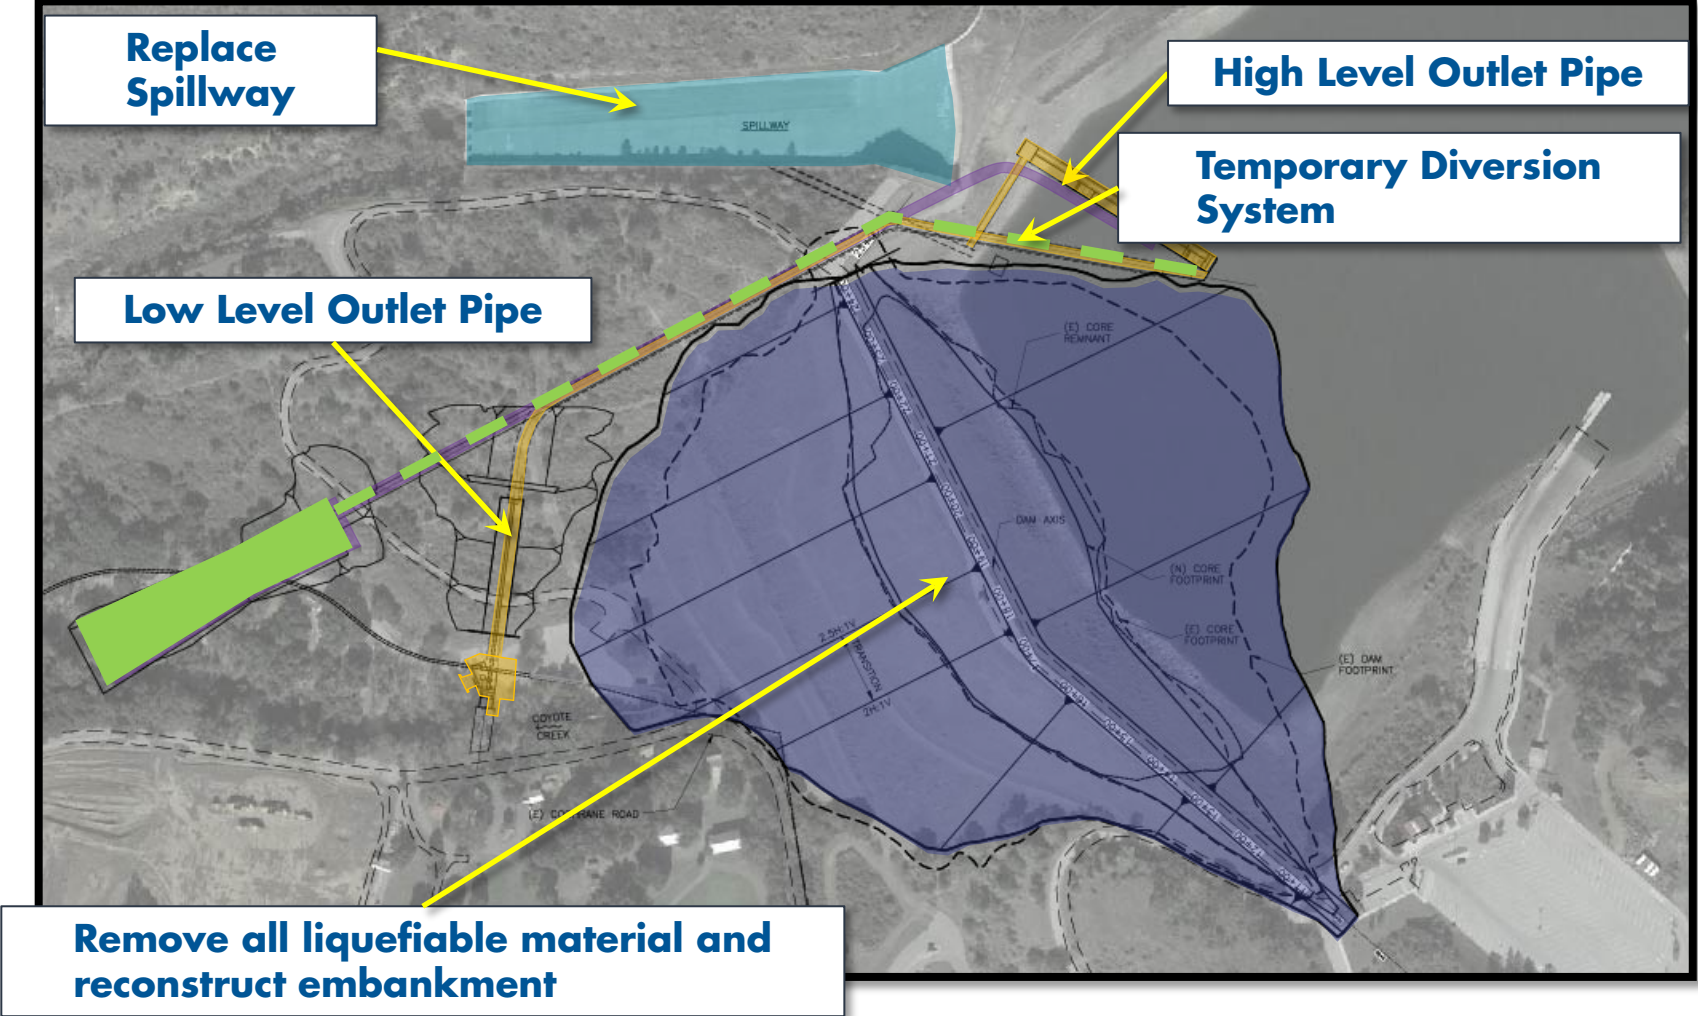 Replace
Spillway
High Level Outlet Pipe
SPILLWAY
Temporary Diversion
System
Low Level Outlet Pipe
(E) CORE
REMNANT
DAM AXIS
(N) CORE
FOOTPRINT
2.5H:1V
TRANSITION
2H:1V
(E) CORE
FOOTPRINT
(E) DAM
FOOTPRINT
COYOTE
CREEK
(E) COCHRANE ROAD
Remove all liquefiable material and
reconstruct embankment